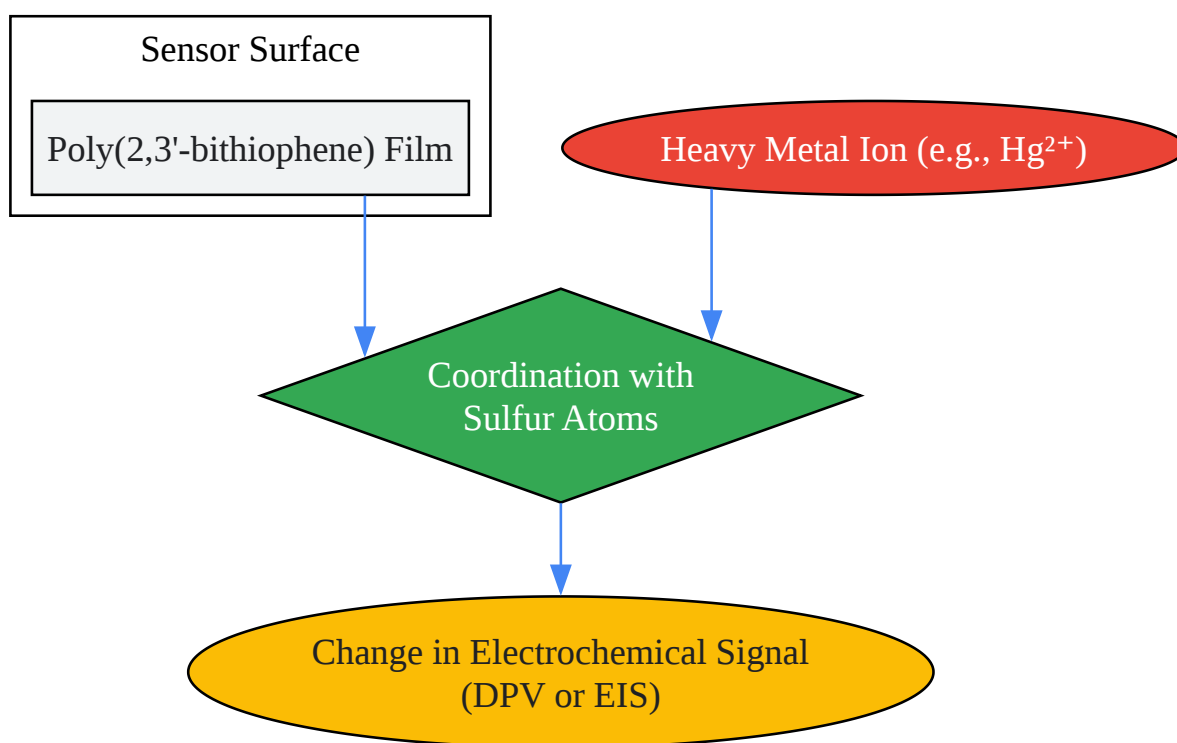 Sensor Surface
Poly(2,3'-bithiophene) Film
Heavy Metal Ion (e.g., Hg²⁺)
Coordination with
Sulfur Atoms
Change in Electrochemical Signal
(DPV or EIS)